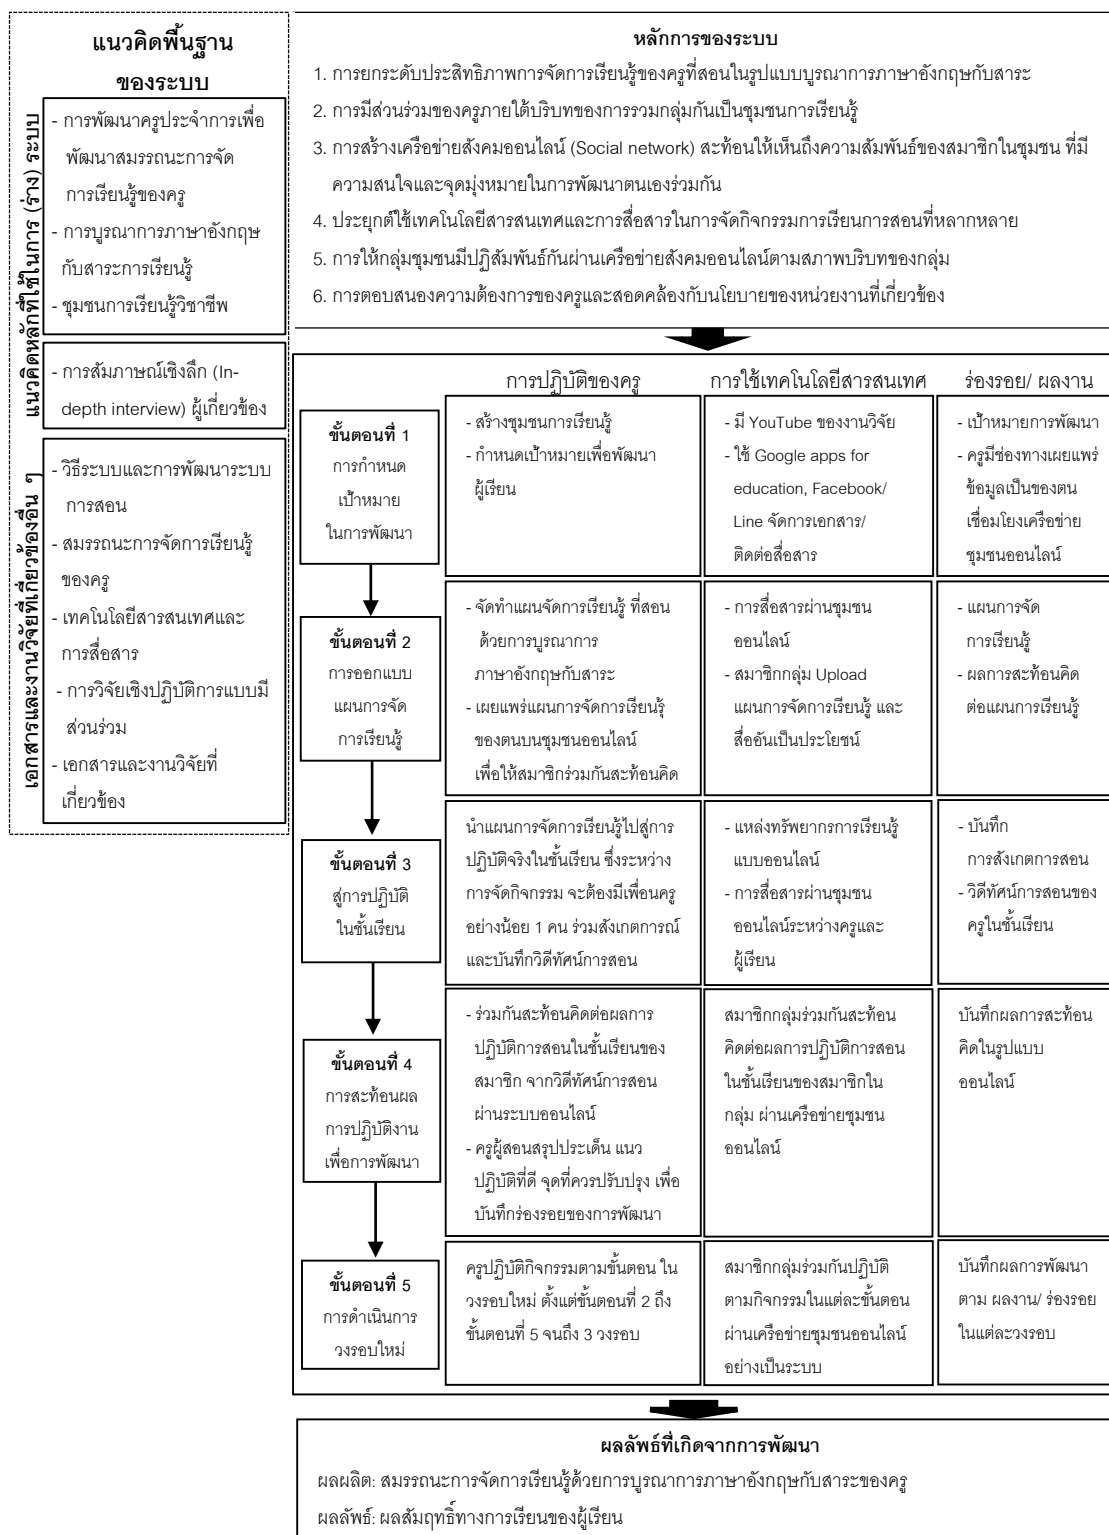 แนวคิดหลักที่ใช้ในการ (ร่าง) ระบบ
เอกสารและงานวิจัยที่เกี่ยวข้องอื่น ๆ
แนวคิดพื้นฐาน
ของระบบ
- การพัฒนาครูประจำการเพื่อ
พัฒนาสมรรถนะการจัด
การเรียนรู้ของครู
- การบูรณาการภาษาอังกฤษ
กับสาระการเรียนรู้
- ชุมชนการเรียนรู้วิชาชีพ
- การสัมภาษณ์เชิงลึก (In-
depth interview) ผู้เกี่ยวข้อง
- วิธีระบบและการพัฒนาระบบ
การสอน
- สมรรถนะการจัดการเรียนรู้
ของครู
- เทคโนโลยีสารสนเทศและ
การสื่อสาร
- การวิจัยเชิงปฏิบัติการแบบมี
ส่วนร่วม
- เอกสารและงานวิจัยที่
เกี่ยวข้อง
หลักการของระบบ
1. การยกระดับประสิทธิภาพการจัดการเรียนรู้ของครูที่สอนในรูปแบบบูรณาการภาษาอังกฤษกับสาระ
2. การมีส่วนร่วมของครูภายใต้บริบทของการรวมกลุ่มกันเป็นชุมชนการเรียนรู้
3. การสร้างเครือข่ายสังคมออนไลน์ (Social network) สะท้อนให้เห็นถึงความสัมพันธ์ของสมาชิกในชุมชน ที่มี
ความสนใจและจุดมุ่งหมายในการพัฒนาตนเองร่วมกัน
4. ประยุกต์ใช้เทคโนโลยีสารสนเทศและการสื่อสารในการจัดกิจกรรมการเรียนการสอนที่หลากหลาย
5. การให้กลุ่มชุมชนมีปฏิสัมพันธ์กันผ่านเครือข่ายสังคมออนไลน์ตามสภาพบริบทของกลุ่ม
6. การตอบสนองความต้องการของครูและสอดคล้องกับนโยบายของหน่วยงานที่เกี่ยวข้อง
การปฏิบัติของครู
การใช้เทคโนโลยีสารสนเทศ
ร่องรอย/ ผลงาน
ขั้นตอนที่ 1
การกำหนด
เป้าหมาย
ในการพัฒนา
- สร้างชุมชนการเรียนรู้
- กำหนดเป้าหมายเพื่อพัฒนา
ผู้เรียน
- มี YouTube ของงานวิจัย
- ใช้ Google apps for
education, Facebook/
Line จัดการเอกสาร/
ติดต่อสื่อสาร
- เป้าหมายการพัฒนา
- ครูมีช่องทางเผยแพร่
ข้อมูลเป็นของตน
เชื่อมโยงเครือข่าย
ชุมชนออนไลน์
ขั้นตอนที่ 2
การออกแบบ
แผนการจัด
การเรียนรู้
- จัดทำแผนจัดการเรียนรู้ ที่สอน
ด้วยการบูรณาการ
ภาษาอังกฤษกับสาระ
- เผยแพร่แผนการจัดการเรียนรุ้
ของตนบนชุมชนออนไลน์
เพื่อให้สมาชิกร่วมกันสะท้อนคิด
- การสื่อสารผ่านชุมชน
ออนไลน์
- สมาชิกกลุ่ม Upload
แผนการจัดการเรียนรู้ และ
สื่ออันเป็นประโยชน์
- แผนการจัด
การเรียนรู้
- ผลการสะท้อนคิด
ต่อแผนการเรียนรู้
ขั้นตอนที่ 3
สู่การปฏิบัติ
ในชั้นเรียน
นำแผนการจัดการเรียนรู้ไปสู่การ
ปฏิบัติจริงในชั้นเรียน ซึ่งระหว่าง
การจัดกิจกรรม จะต้องมีเพื่อนครู
อย่างน้อย 1 คน ร่วมสังเกตการณ์
และบันทึกวิดีทัศน์การสอน
- แหล่งทรัพยากรการเรียนรู้
แบบออนไลน์
- การสื่อสารผ่านชุมชน
ออนไลน์ระหว่างครูและ
ผู้เรียน
- บันทึก
การสังเกตการสอน
- วิดีทัศน์การสอนของ
ครูในชั้นเรียน
ขั้นตอนที่ 4
การสะท้อนผล
การปฏิบัติงาน
เพื่อการพัฒนา
- ร่วมกันสะท้อนคิดต่อผลการ
ปฏิบัติการสอนในชั้นเรียนของ
สมาชิก จากวิดีทัศน์การสอน
ผ่านระบบออนไลน์
- ครูผู้สอนสรุปประเด็น แนว
ปฏิบัติที่ดี จุดที่ควรปรับปรุง เพื่อ
บันทึกร่องรอยของการพัฒนา
สมาชิกกลุ่มร่วมกันสะท้อน
คิดต่อผลการปฏิบัติการสอน
ในชั้นเรียนของสมาชิกใน
กลุ่ม ผ่านเครือข่ายชุมชน
ออนไลน์
บันทึกผลการสะท้อน
คิดในรูปแบบ
ออนไลน์
ขั้นตอนที่ 5
การดำเนินการ
วงรอบใหม่
ครูปฏิบัติกิจกรรมตามขั้นตอน ใน
วงรอบใหม่ ตั้งแต่ขั้นตอนที่ 2 ถึง
ขั้นตอนที่ 5 จนถึง 3 วงรอบ
สมาชิกกลุ่มร่วมกันปฏิบัติ
ตามกิจกรรมในแต่ละขั้นตอน
ผ่านเครือข่ายชุมชนออนไลน์
อย่างเป็นระบบ
บันทึกผลการพัฒนา
ตาม ผลงาน/ ร่องรอย
ในแต่ละวงรอบ
ผลลัพธ์ที่เกิดจากการพัฒนา
ผลผลิต: สมรรถนะการจัดการเรียนรู้ด้วยการบูรณาการภาษาอังกฤษกับสาระของครู
ผลลัพธ์: ผลสัมฤทธิ์ทางการเรียนของผู้เรียน